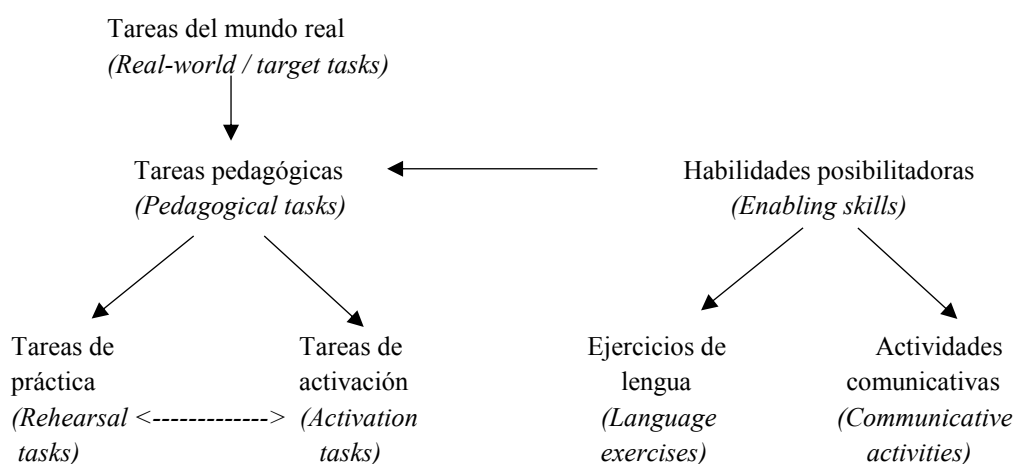 Tareas del mundo real
(Real-world / target tasks)
Tareas pedagógicas
(Pedagogical tasks)
Habilidades posibilitadoras
(Enabling skills)
Tareas de
práctica
(Rehearsal <------------->
tasks)
Tareas de
activación
(Activation
tasks)
Ejercicios de
lengua
(Language
exercises)
Actividades
comunicativas
(Communicative
activities)